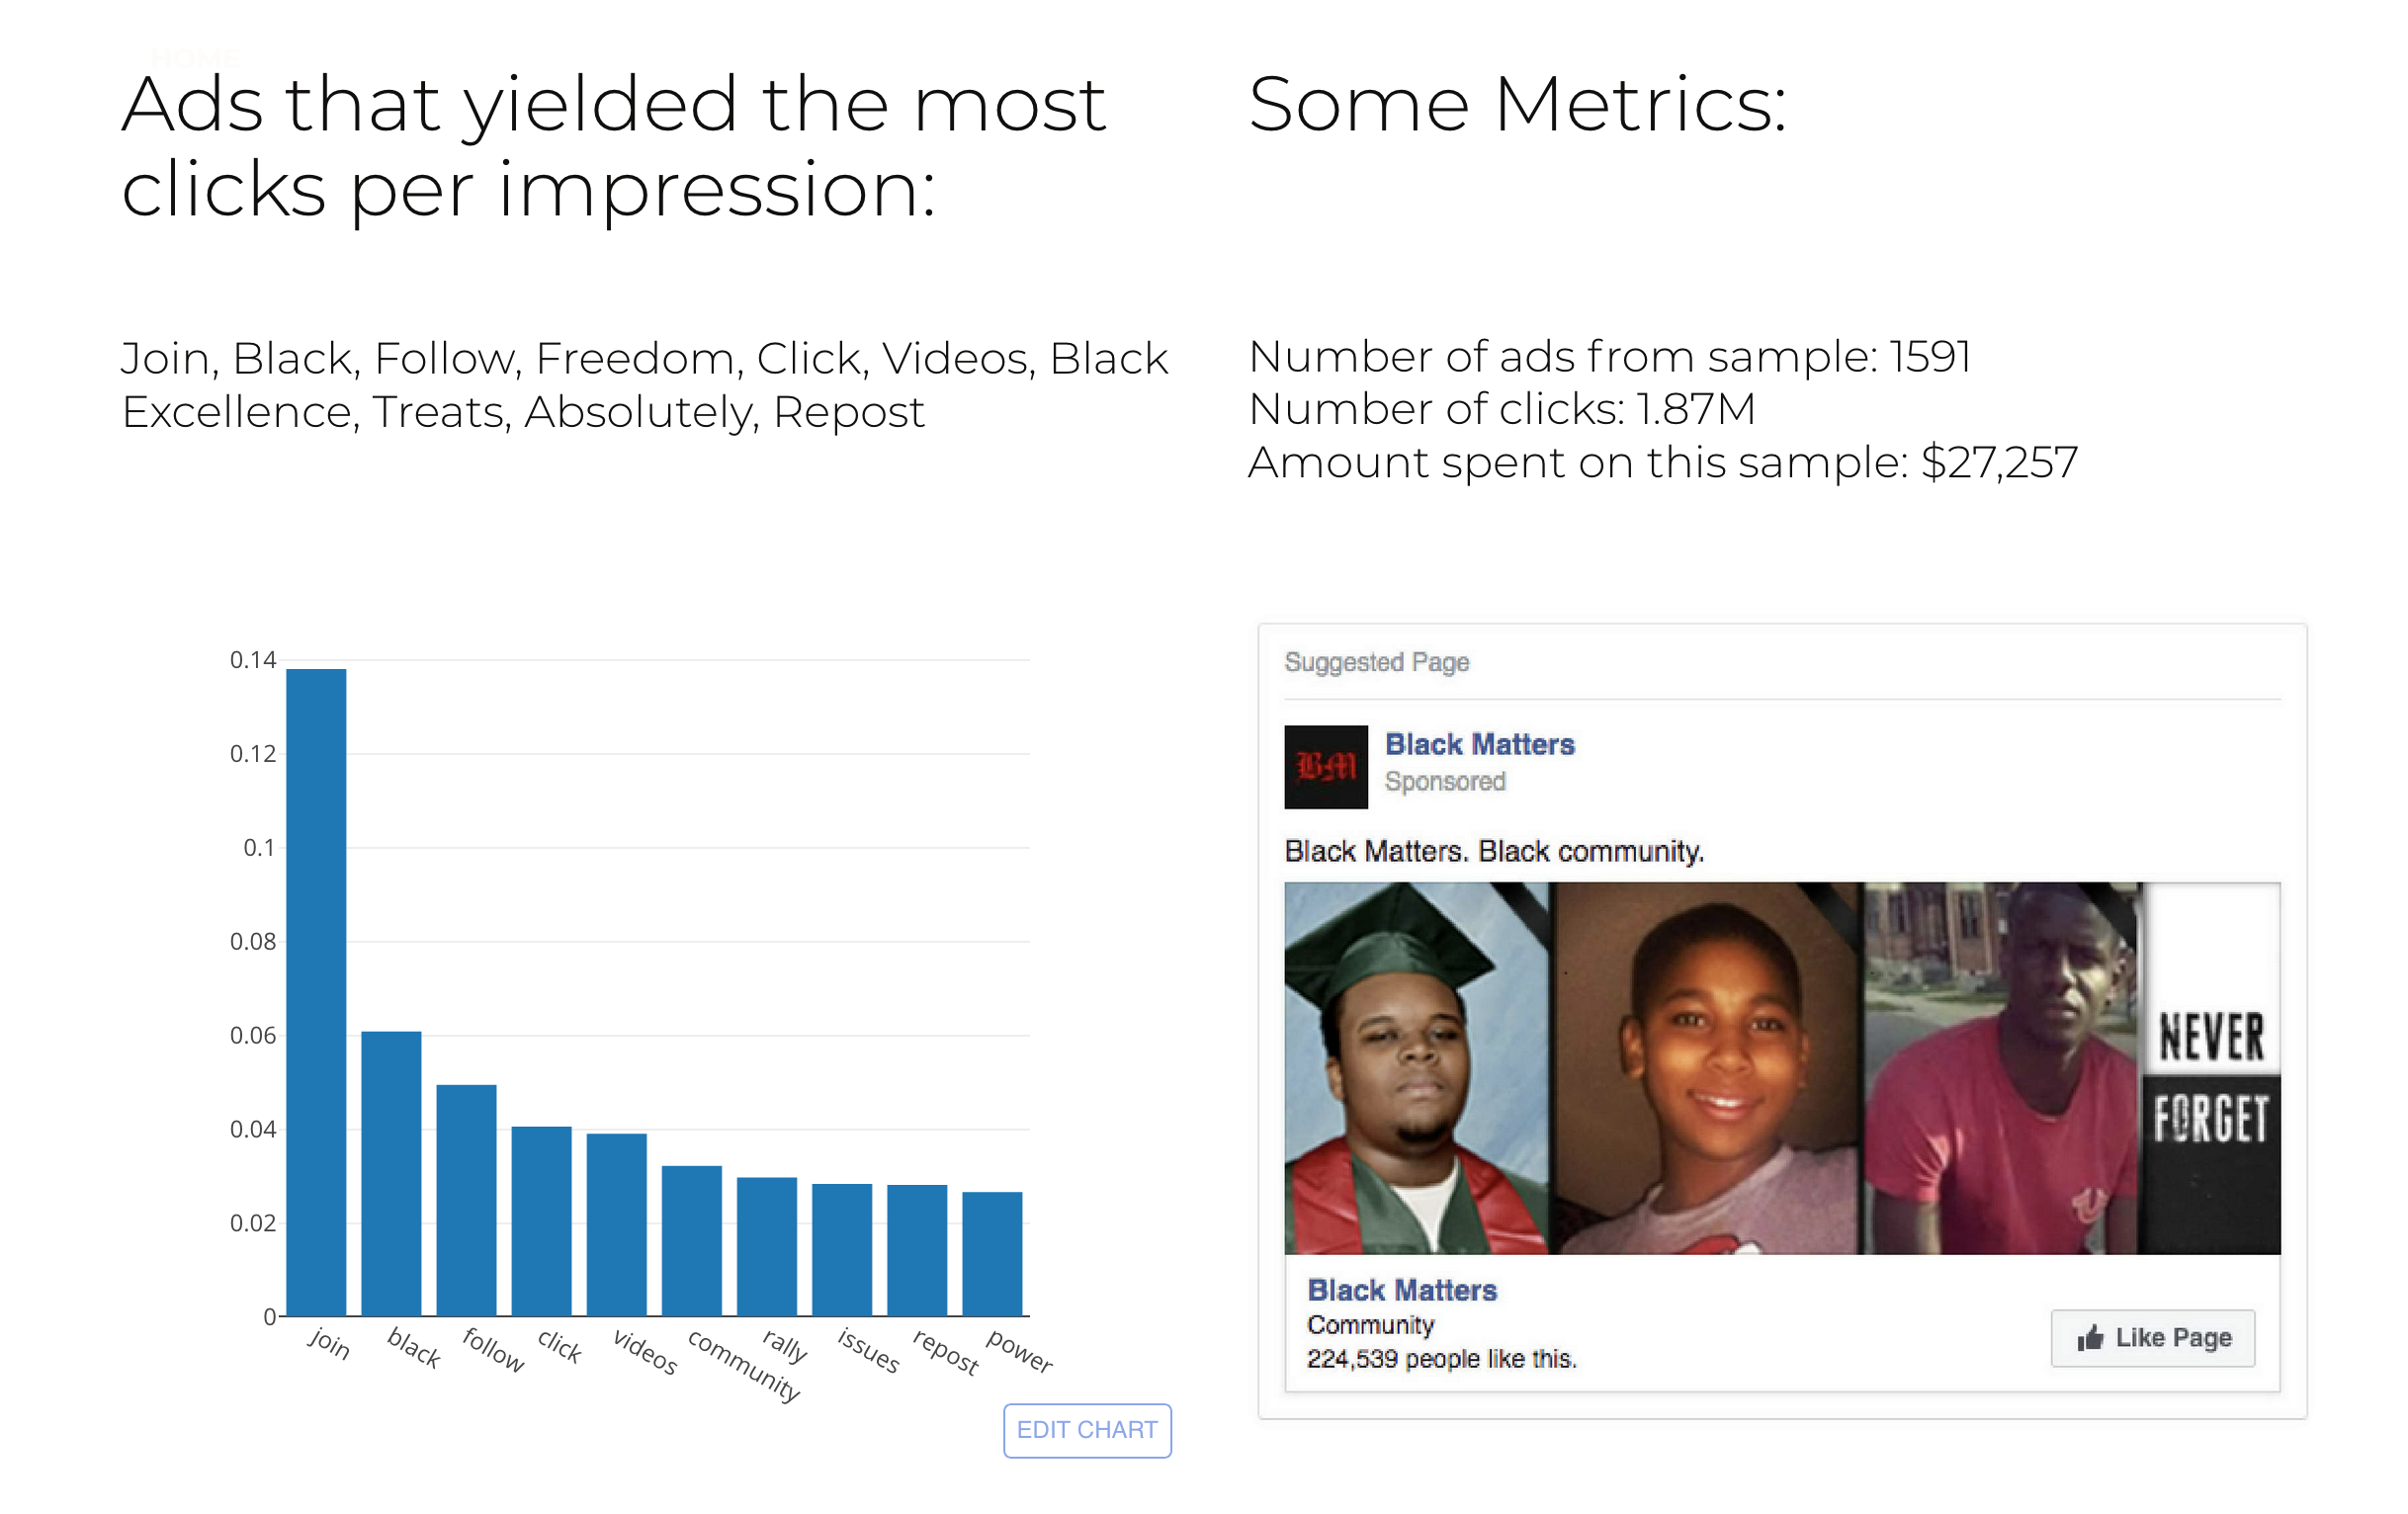 HOME
Ads that yielded the most
clicks per impression:
Join, Black, Follow, Freedom, Click, Videos, Black
Excellence, Treats, Absolutely, Repost
0.14
0.12
0.1
0.08
0.06
0.04
0.02
0
join
black
follow
click
videos
community
rally
issues
repost
power
EDIT CHART
Some Metrics:
Number of ads from sample: 1591
Number of clicks: 1.87M
Amount spent on this sample: $27,257
Suggested Page
BM
Black Matters
Sponsored
Black Matters. Black community.
NEVER
FORGET
Black Matters
Community
224,539 people like this.
Like Page